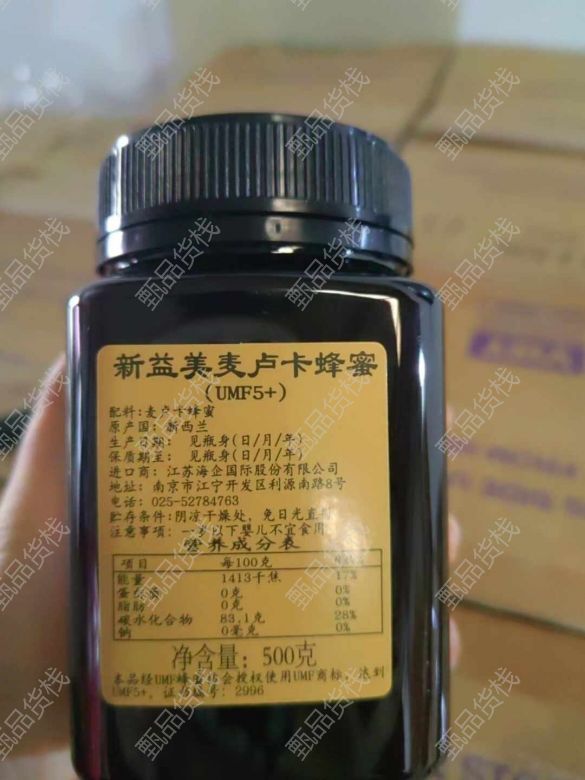 新益美麦卢卡蜂蜜
(UMF5+)
配料:麦卢卡蜂蜜
原产国:新西兰
生产日期: 见瓶身(日/月/年)
保质期至: 见瓶身(日/月/年)
进口商: 江苏海企国际股份有限公司
地址: 南京市江宁开发区利源南路8号
电话: 025-52784763
贮存条件:阴凉干燥处, 免日光直射
注意事项: 一岁以下婴儿不宜食用
营养成分表
项目 每100克
能量 1413千焦 17%
蛋白质 0克 0%
脂肪 0克 0%
碳水化合物 83.1克 28%
钠 0毫克 0%
净含量: 500克
本品经UMF蜂蜜协会授权使用UMF商标, 浓到
UMF5+, 证书编号: 2996
甄品货栈